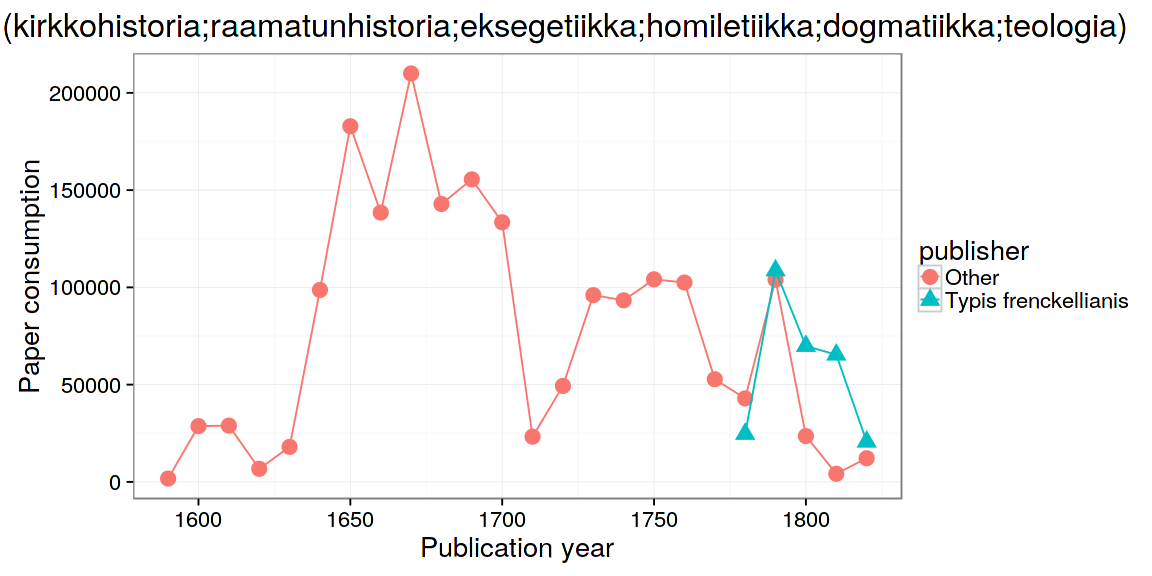 (kirkkohistoria;raamatunhistoria;eksegetiikka;homiletiikka;dogmatiikka;teologia)
Paper consumption
200000
150000
100000
50000
0
1600 1650 1700 1750 1800
Publication year
publisher
Other
Typis frenckellianis